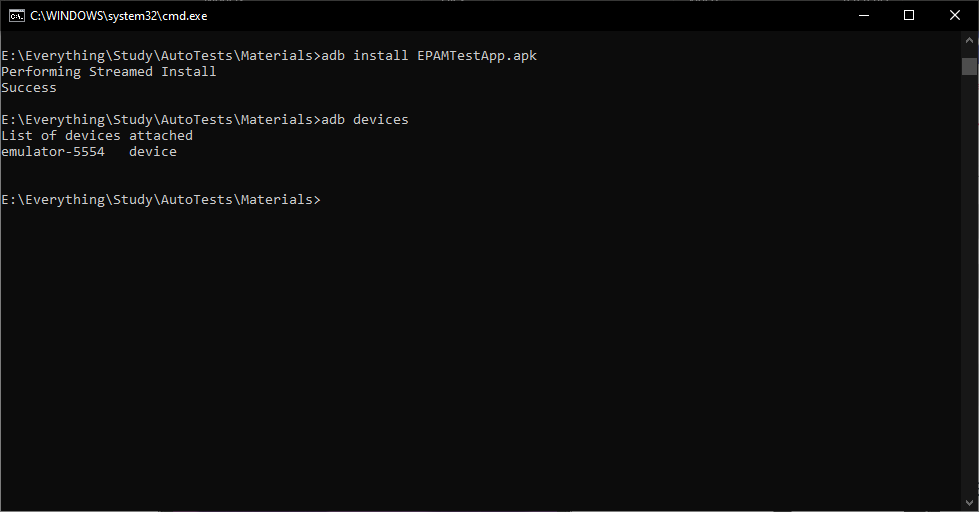 C:\WINDOWS\system32\cmd.exe
E:\Everything\Study\AutoTests\Materials>adb install EPAMTestApp.apk
Performing Streamed Install
Success
E:\Everything\Study\AutoTests\Materials>adb devices
List of devices attached
emulator-5554   device
E:\Everything\Study\AutoTests\Materials>